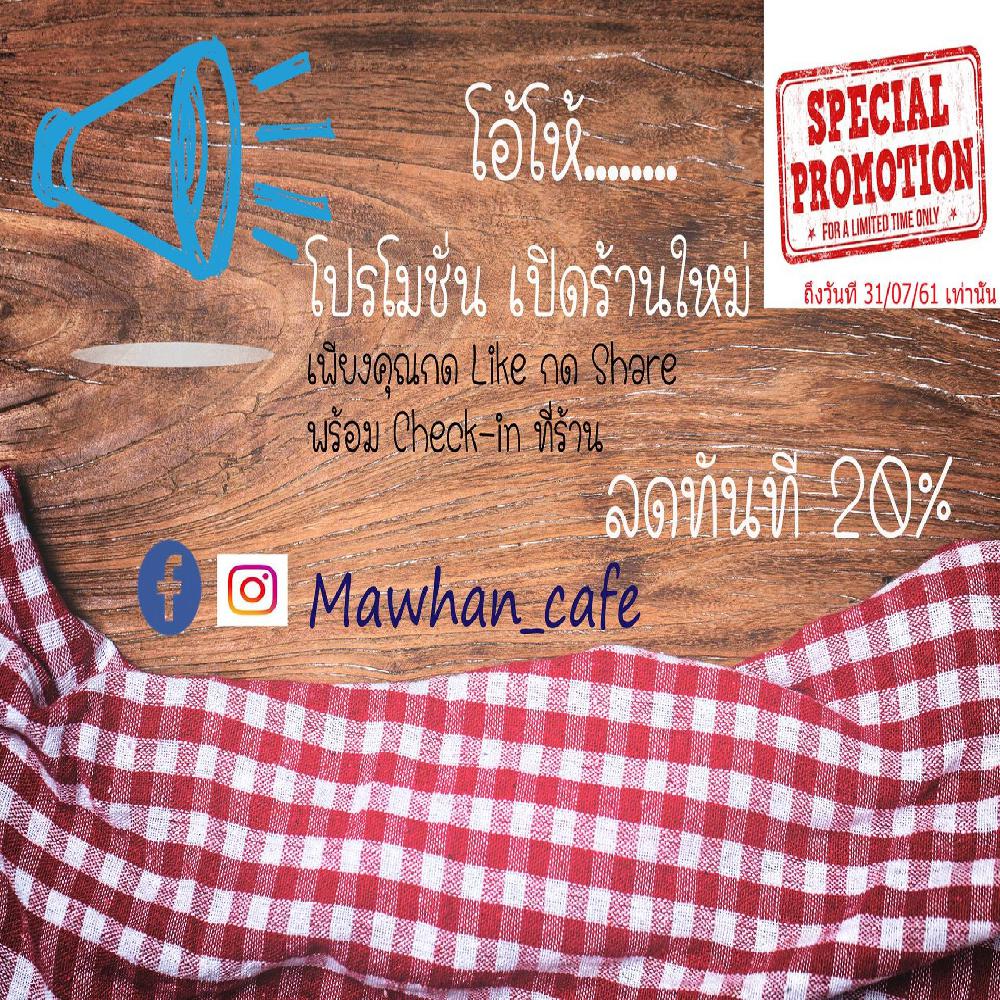 โอ้โห้.........
SPECIAL
PROMOTION
FOR A LIMITED TIME ONLY
ถึงวันที่ 31/07/61 เท่านั้น
โปรโมชั่น เปิดร้านใหม่
เพียงคุณกด Like กด Share
พร้อม Check-in ที่ร้าน
ลดทันที 20%
Mawhan_cafe